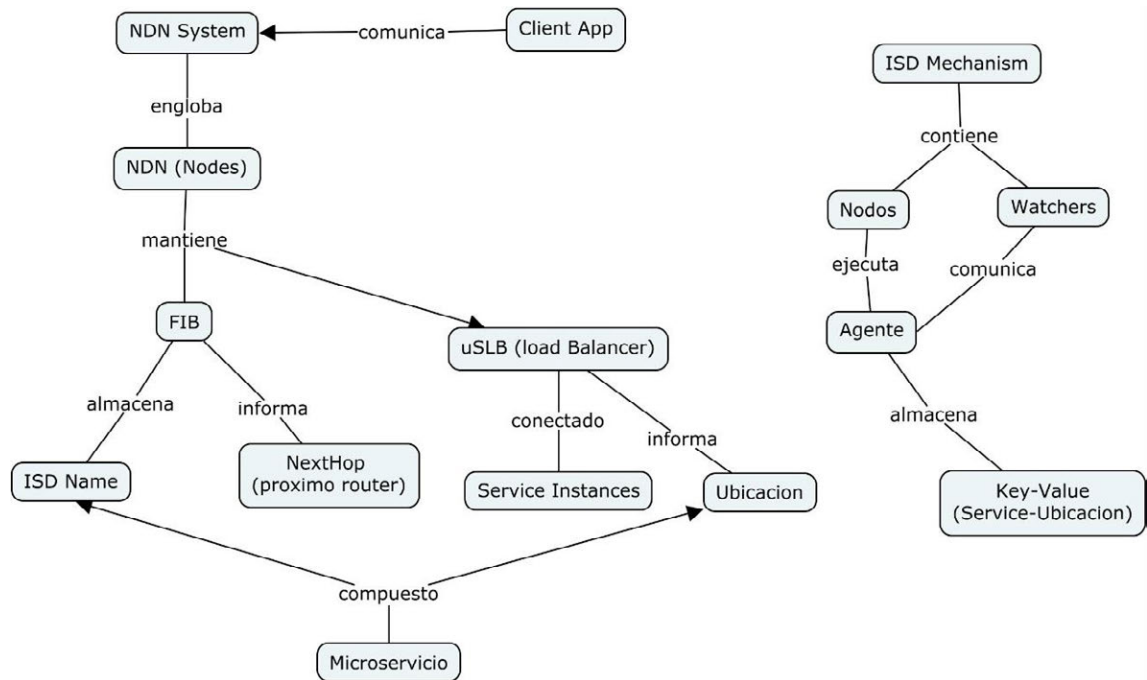 NDN System
comunica
Client App
engloba
NDN (Nodes)
mantiene
FIB
uSLB (load Balancer)
almacena
informa
conectado
informa
ISD Name
NextHop
(proximo router)
Service Instances
Ubicacion
compuesto
Microservicio
ISD Mechanism
contiene
Nodos
Watchers
ejecuta
comunica
Agente
almacena
Key-Value
(Service-Ubicacion)